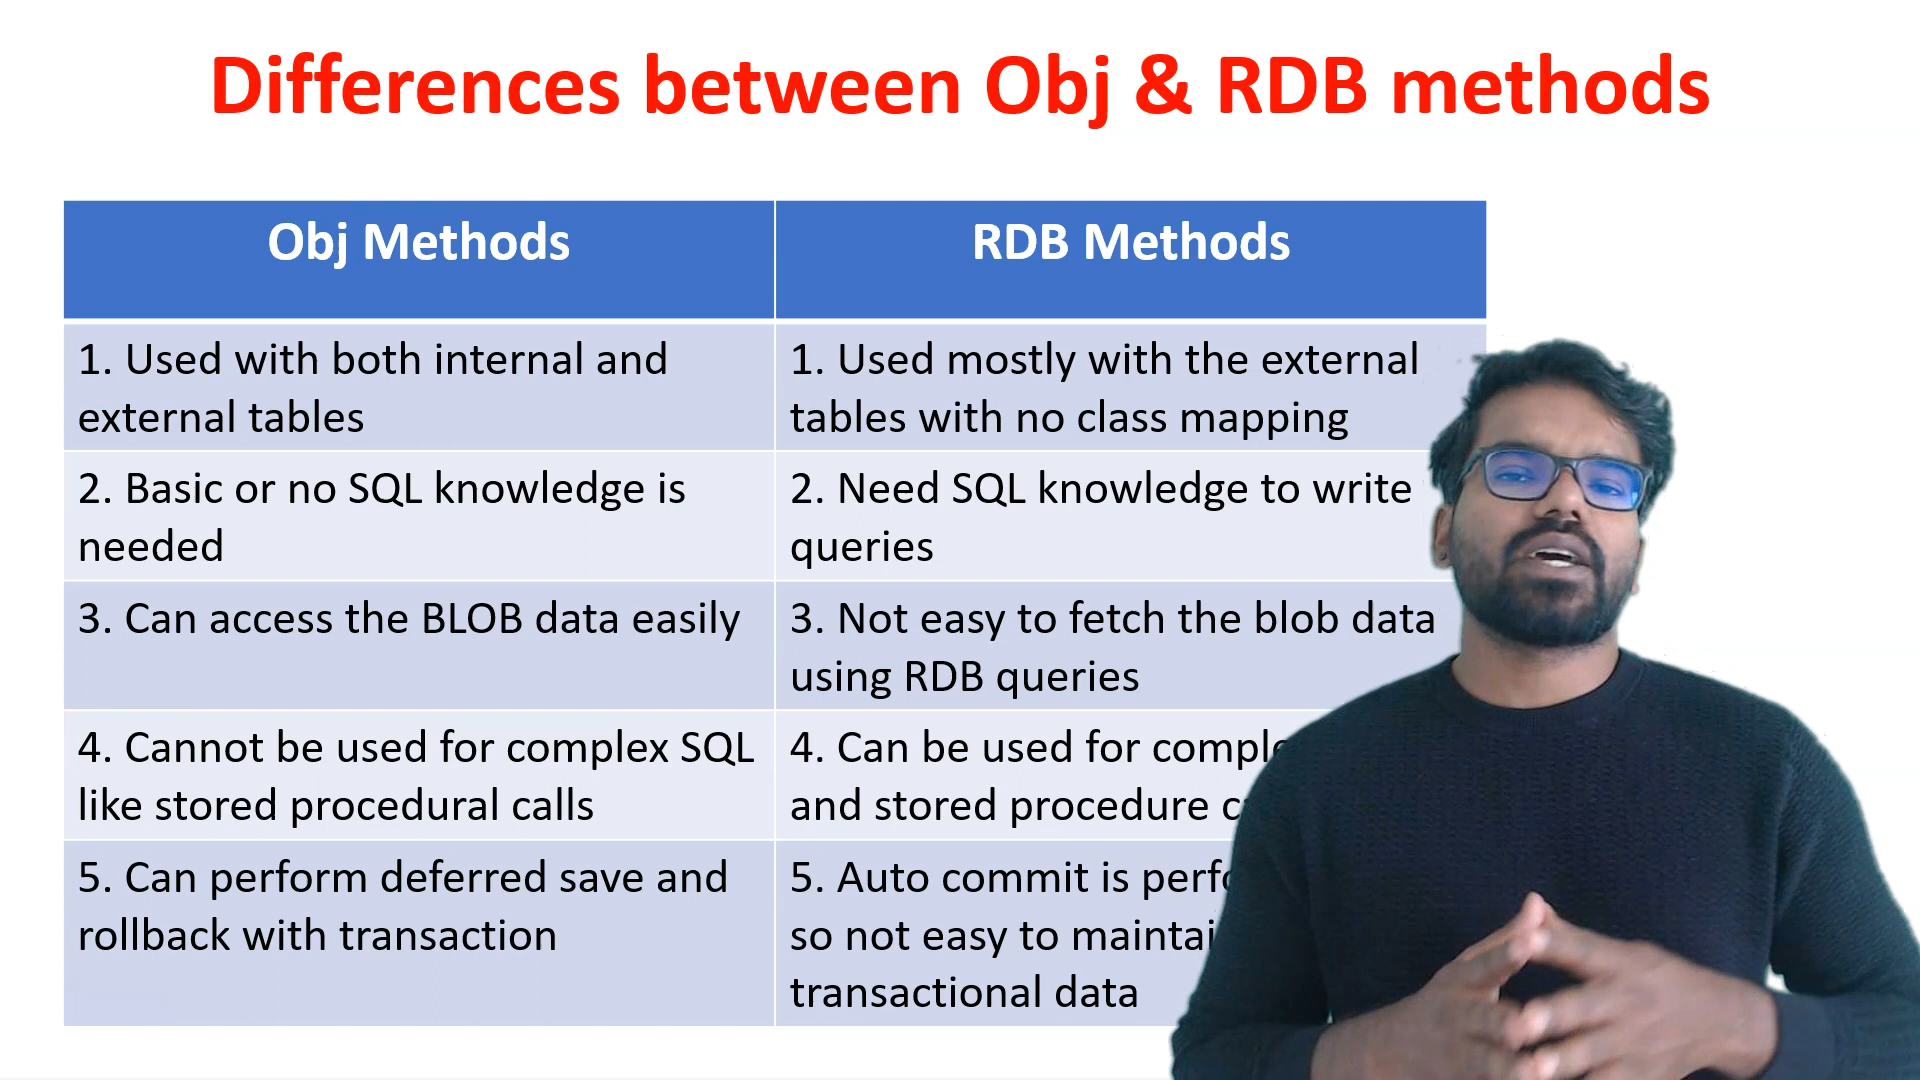 Differences between Obj & RDB methods
Obj Methods
RDB Methods
1. Used with both internal and
external tables
1. Used mostly with the external
tables with no class mapping
2. Basic or no SQL knowledge is
needed
2. Need SQL knowledge to write
queries
3. Can access the BLOB data easily
3. Not easy to fetch the blob data
using RDB queries
4. Cannot be used for complex SQL
like stored procedural calls
4. Can be used for
and stored procedure
5. Can perform deferred save and
rollback with transaction
5. Auto commit is
so not easy to
transactional data